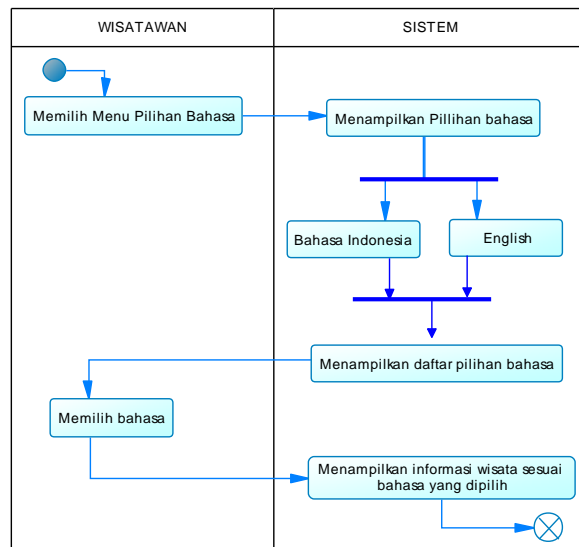 WISATAWAN
SISTEM
Memilih Menu Pilihan Bahasa
Menampilkan Pillihan bahasa
Bahasa Indonesia
English
Menampilkan daftar pilihan bahasa
Memilih bahasa
Menampilkan informasi wisata sesuai
bahasa yang dipilih